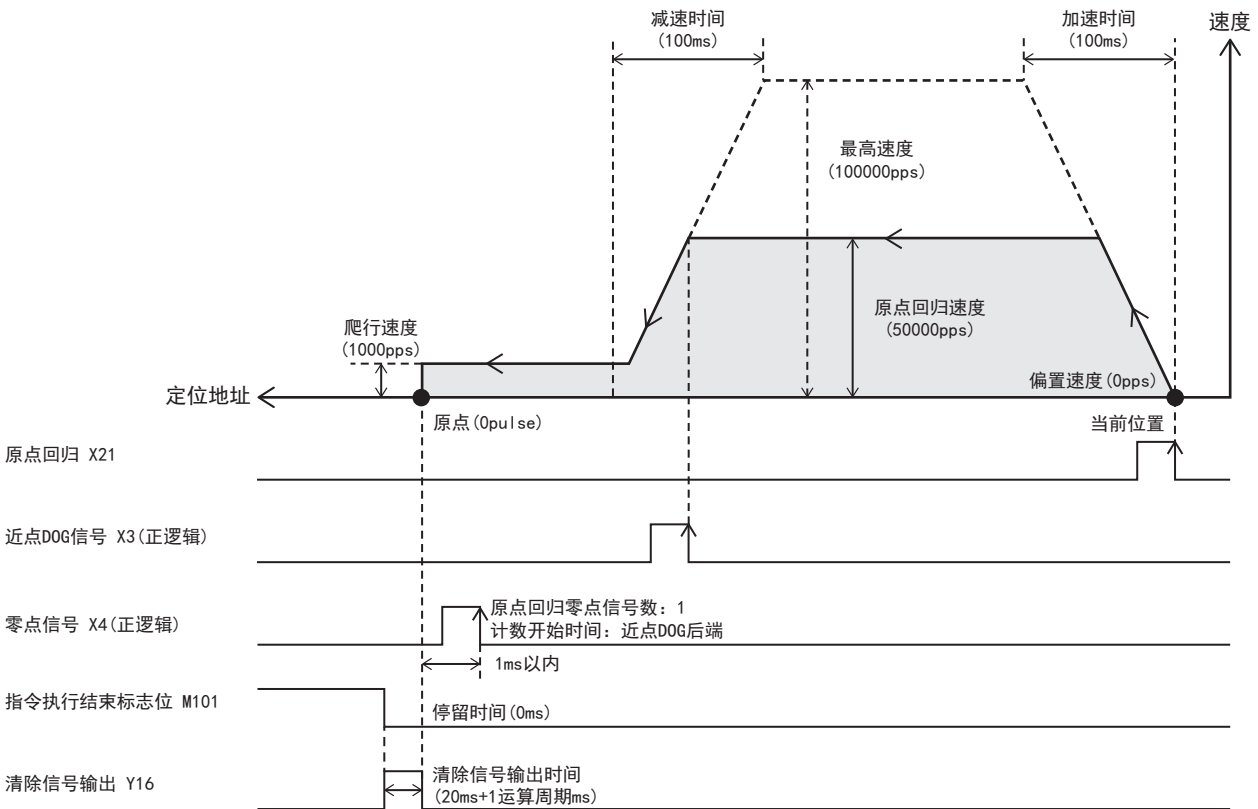 减速时间
(100ms)
加速时间
(100ms)
速度
最高速度
(100000pps)
原点回归速度
(50000pps)
爬行速度
(1000pps)
偏置速度(0pps)
定位地址
原点(0pulse)
当前位置
原点回归 X21
近点DOG信号 X3(正逻辑)
零点信号 X4(正逻辑)
原点回归零点信号数：1
计数开始时间：近点DOG后端
1ms以内
指令执行结束标志位 M101
停留时间(0ms)
清除信号输出 Y16
清除信号输出时间
(20ms+1运算周期ms)